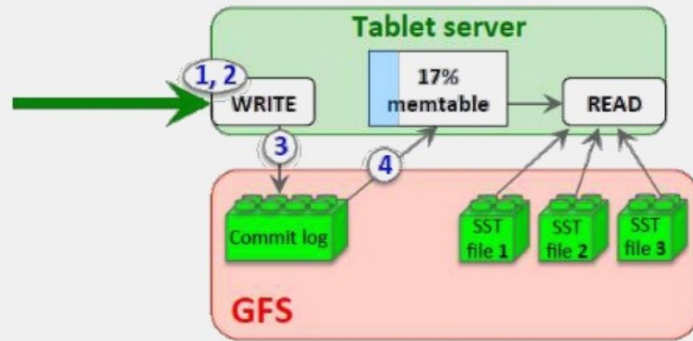 Tablet server
1, 2
WRITE
17%
memtable
READ
3
4
Commit log
SST
file 1
SST
file 2
SST
file 3
GFS